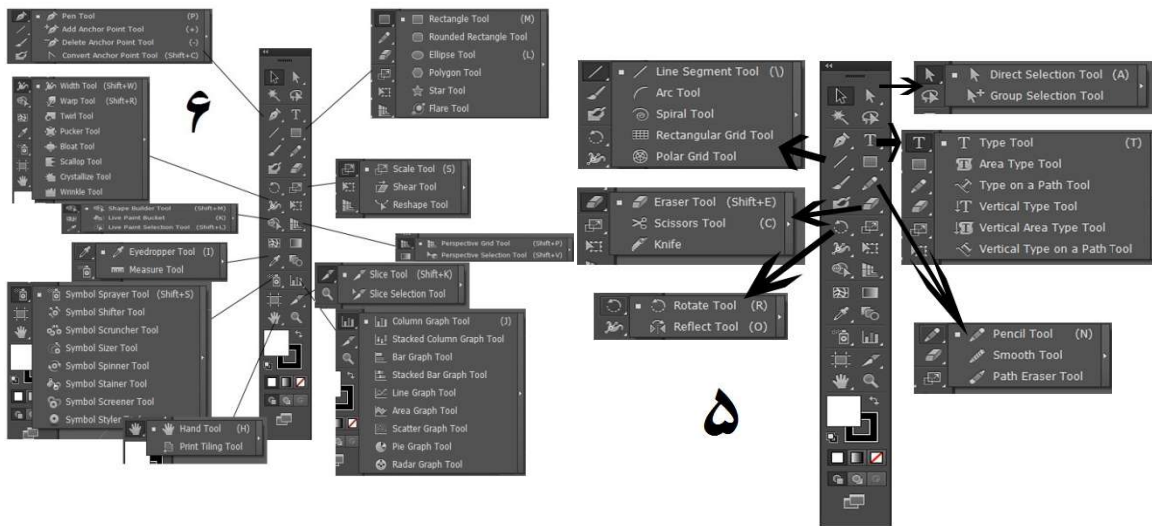 Pen Tool (P)
Add Anchor Point Tool (+)
Delete Anchor Point Tool (-)
Convert Anchor Point Tool (Shift+C)
Width Tool (Shift+W)
Warp Tool (Shift+R)
Twirl Tool
Pucker Tool
Bloat Tool
Scallop Tool
Crystallize Tool
Wrinkle Tool
۶
Shape Builder Tool (Shift+M)
Live Paint Bucket (K)
Live Paint Selection Tool (Shift+L)
Eyedropper Tool (I)
Measure Tool
Symbol Sprayer Tool (Shift+S)
Symbol Shifter Tool
Symbol Scruncher Tool
Symbol Sizer Tool
Symbol Spinner Tool
Symbol Stainer Tool
Symbol Screener Tool
Symbol Styler
Hand Tool (H)
Print Tiling Tool
Rectangle Tool (M)
Rounded Rectangle Tool
Ellipse Tool (L)
Polygon Tool
Star Tool
Flare Tool
Scale Tool (S)
Shear Tool
Reshape Tool
Perspective Grid Tool (Shift+P)
Perspective Selection Tool (Shift+V)
Slice Tool (Shift+K)
Slice Selection Tool
Column Graph Tool (J)
Stacked Column Graph Tool
Bar Graph Tool
Stacked Bar Graph Tool
Line Graph Tool
Area Graph Tool
Scatter Graph Tool
Pie Graph Tool
Radar Graph Tool
Line Segment Tool (\)
Arc Tool
Spiral Tool
Rectangular Grid Tool
Polar Grid Tool
Eraser Tool (Shift+E)
Scissors Tool (C)
Knife
Rotate Tool (R)
Reflect Tool (O)
۵
Direct Selection Tool (A)
Group Selection Tool
Type Tool (T)
Area Type Tool
Type on a Path Tool
Vertical Type Tool
Vertical Area Type Tool
Vertical Type on a Path Tool
Pencil Tool (N)
Smooth Tool
Path Eraser Tool